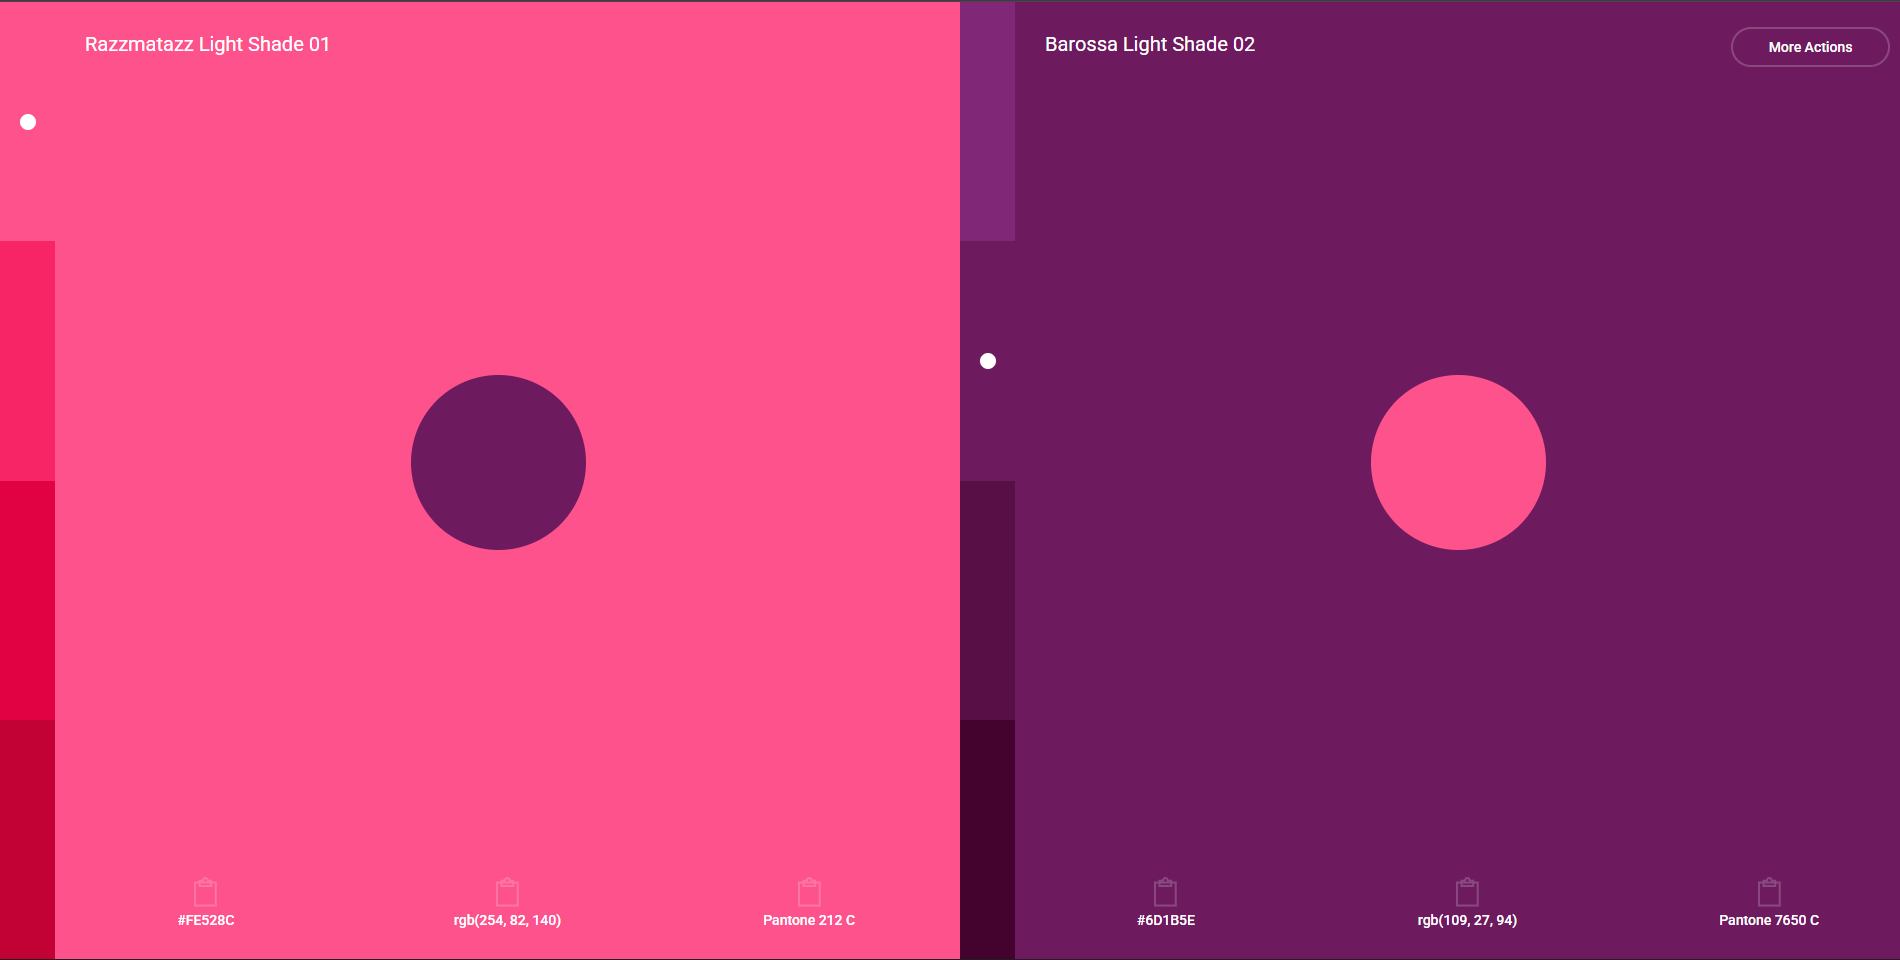 Razzmatazz Light Shade 01
#FE528C
rgb(254, 82, 140)
Pantone 212 C
Barossa Light Shade 02
More Actions
#6D1B5E
rgb(109, 27, 94)
Pantone 7650 C